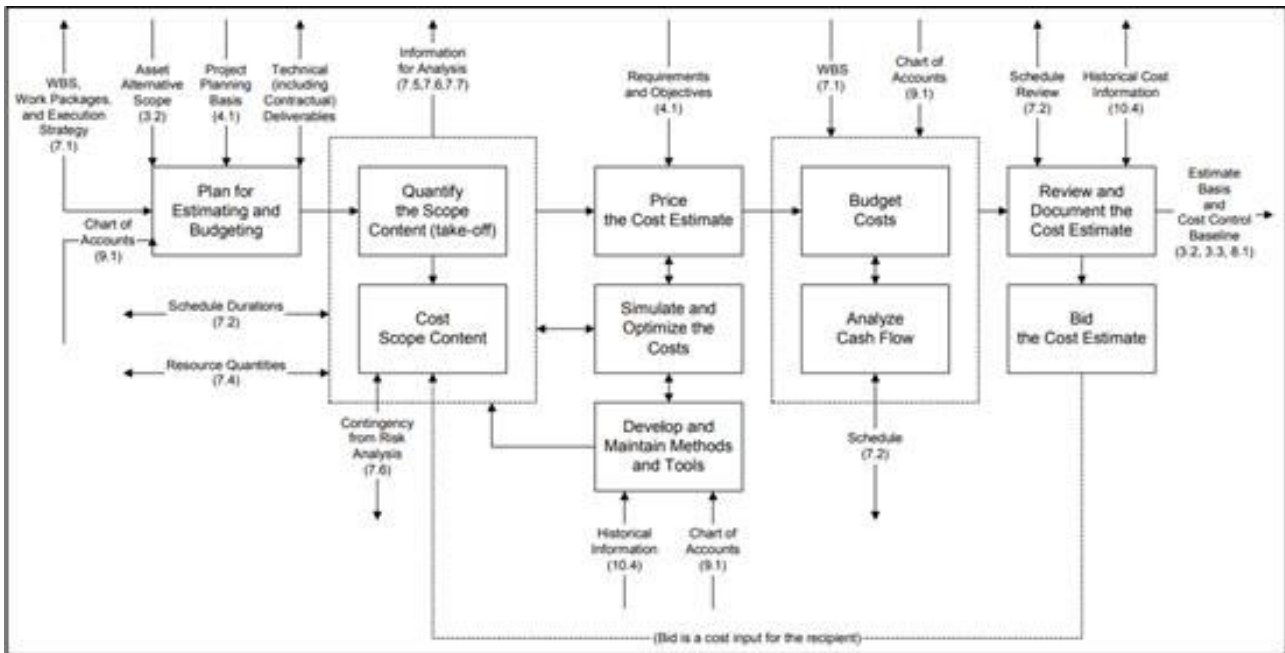 WBS,
Work Packages,
and Execution
Strategy
(7.1)
Asset
Alternative
Scope
(3.2)
Project
Planning
Basis
(4.1)
Technical
(including
Contractual)
Deliverables
Information
for Analysis
(7.5,7.6,7.7)
Requirements
and Objectives
(4.1)
WBS
(7.1)
Chart of
Accounts
(9.1)
Schedule
Review
(7.2)
Historical Cost
Information
(10.4)
Plan for
Estimating and
Budgeting
Quantify
the Scope
Content (take-off)
Price
the Cost Estimate
Budget
Costs
Review and
Document the
Cost Estimate
Estimate
Basis
and
Cost Control
Baseline
(3.2, 3.3, 8.1)
Chart of
Accounts
(9.1)
Schedule Durations
(7.2)
Resource Quantities
(7.4)
Cost
Scope Content
Simulate and
Optimize the
Costs
Analyze
Cash Flow
Bid
the Cost Estimate
Contingency
from Risk
Analysis
(7.6)
Develop and
Maintain Methods
and Tools
Schedule
(7.2)
Historical
Information
(10.4)
Chart of
Accounts
(9.1)
(Bid is a cost input for the recipient)